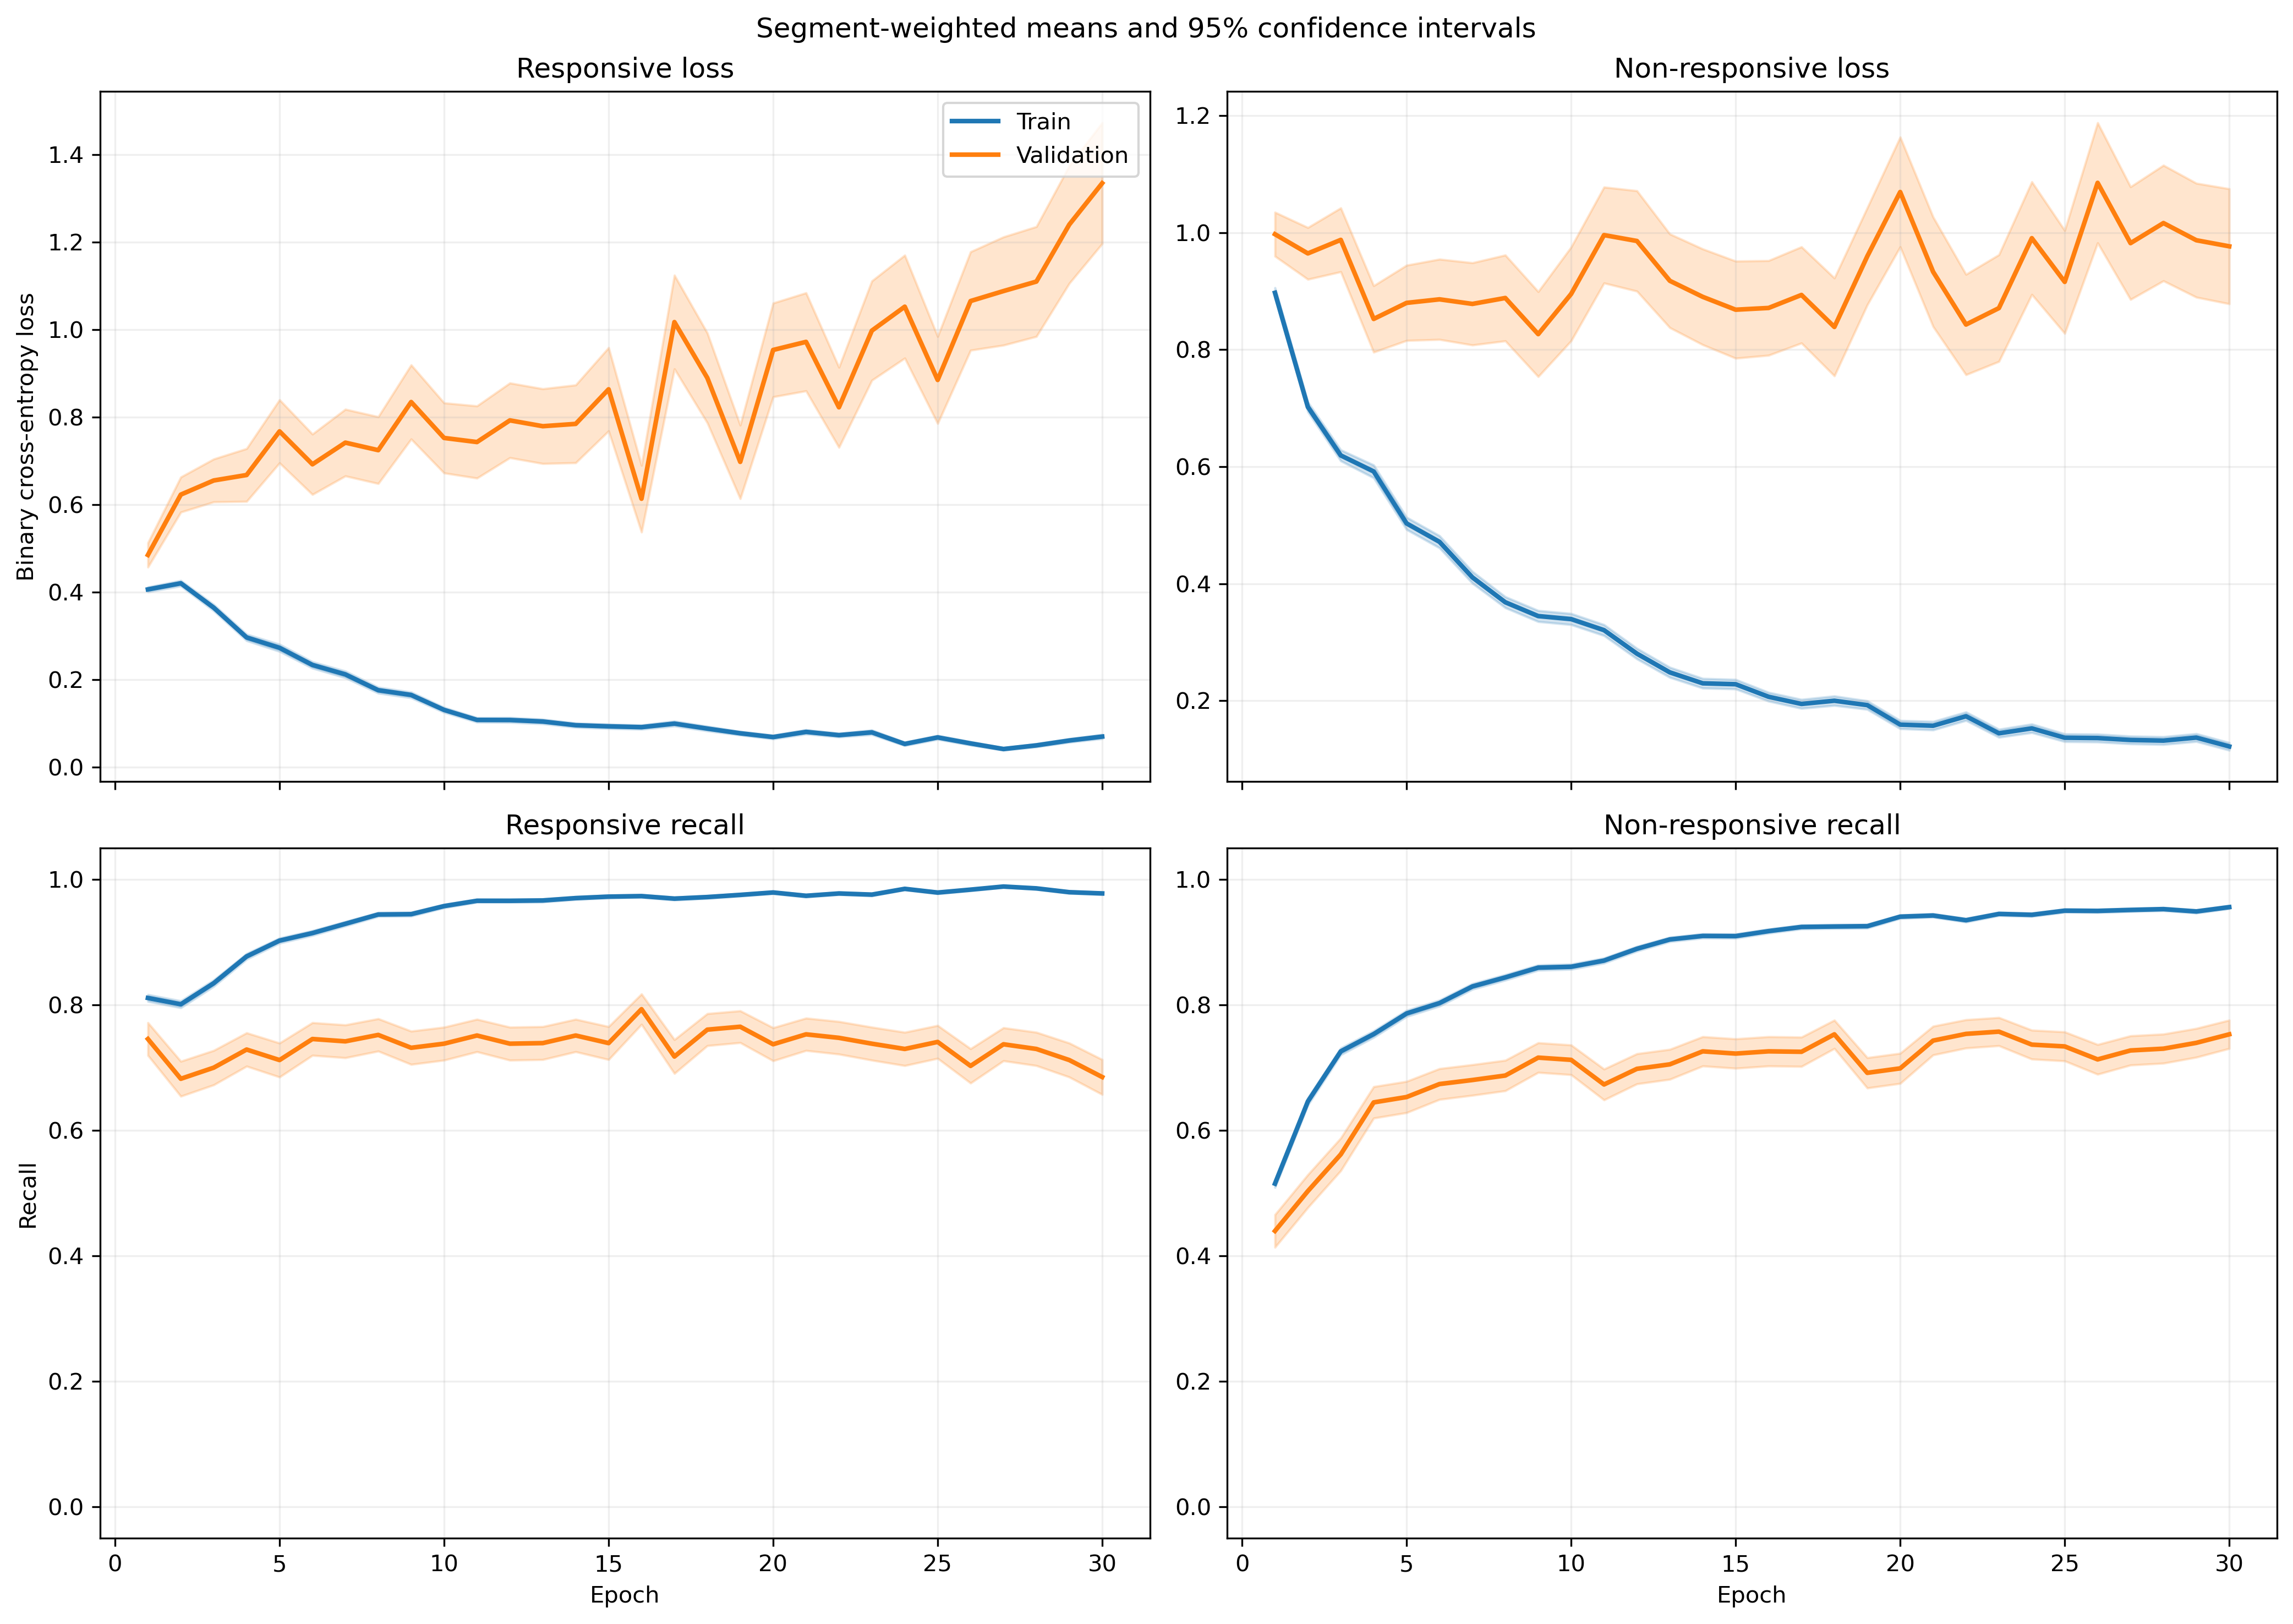 Segment-weighted means and 95% confidence intervals
Responsive loss
Non-responsive loss
Binary cross-entropy loss
1.4
1.2
1.0
0.8
0.6
0.4
0.2
0.0
Train
Validation
1.2
1.0
0.8
0.6
0.4
0.2
Responsive recall
Non-responsive recall
Recall
1.0
0.8
0.6
0.4
0.2
0.0
0 5 10 15 20 25 30
Epoch
1.0
0.8
0.6
0.4
0.2
0.0
0 5 10 15 20 25 30
Epoch